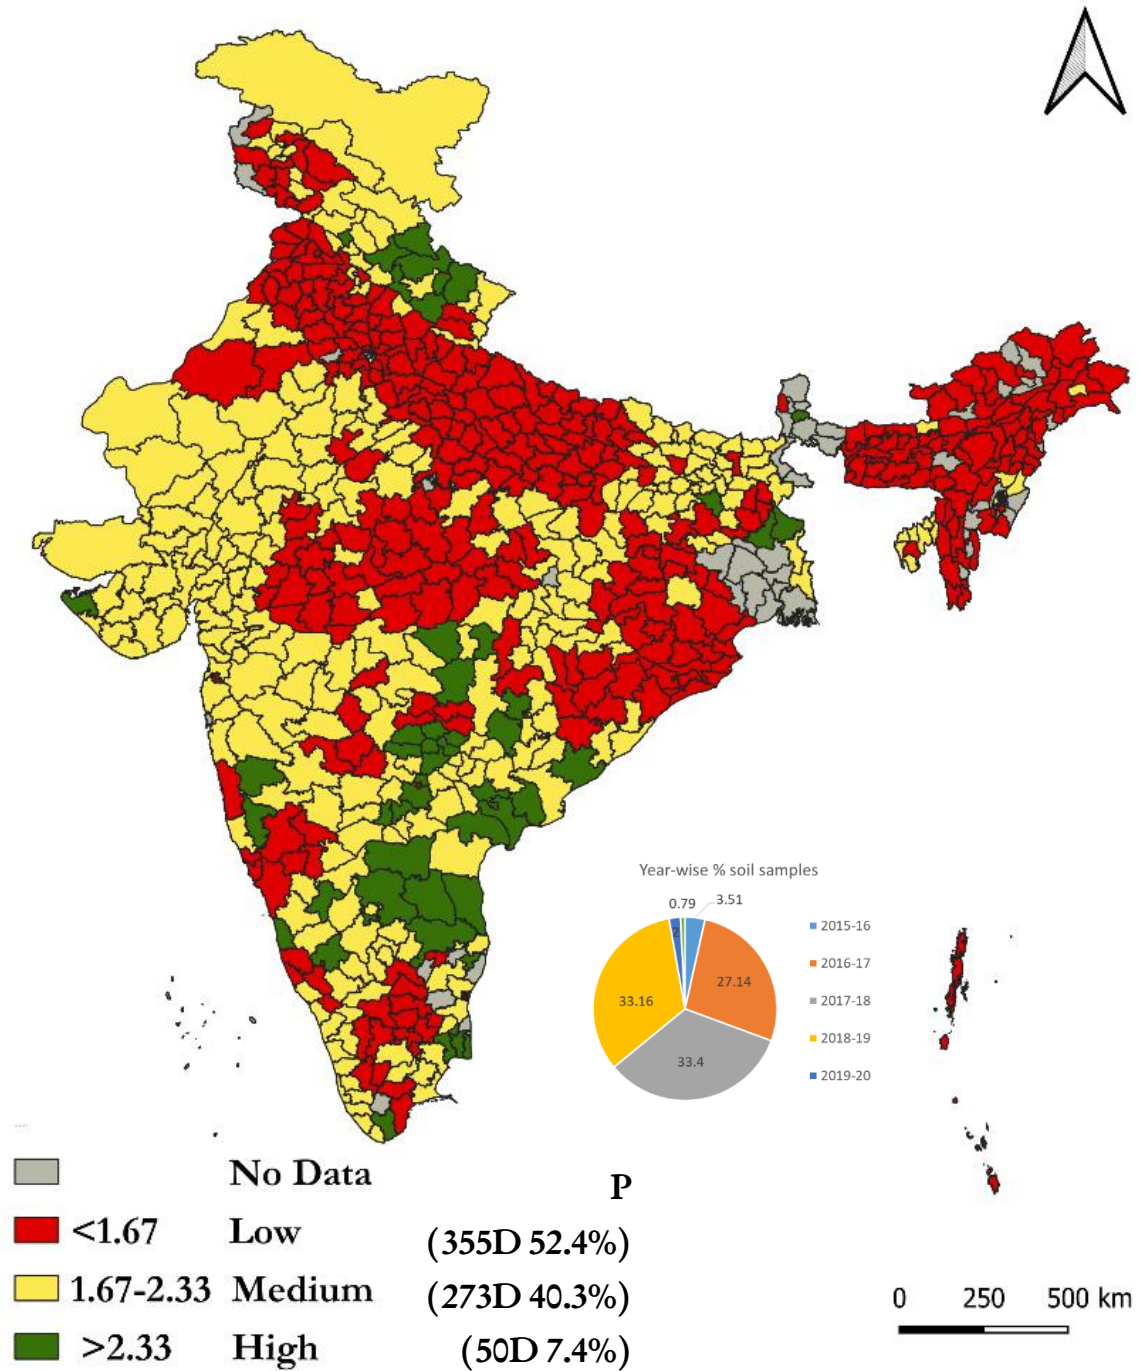 Year-wise % soil samples
0.79
3.51
2
27.14
33.16
33.4
2015-16
2016-17
2017-18
2018-19
2019-20
No Data
P
<1.67 Low (355D 52.4%)
1.67-2.33 Medium (273D 40.3%)
>2.33 High (50D 7.4%)
0 250 500 km